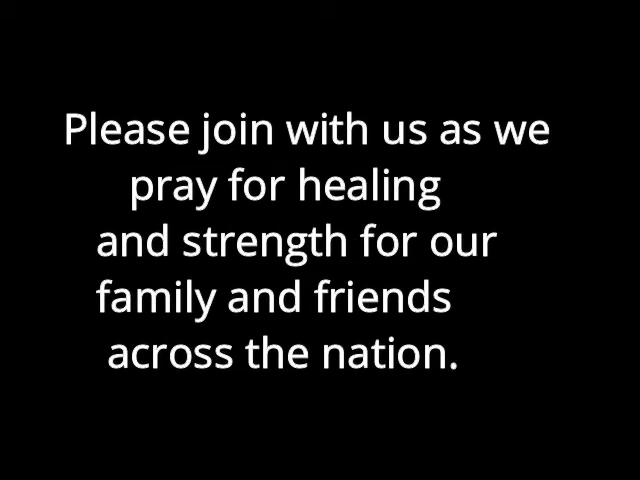 Please join with us as we
pray for healing
and strength for our
family and friends
across the nation.